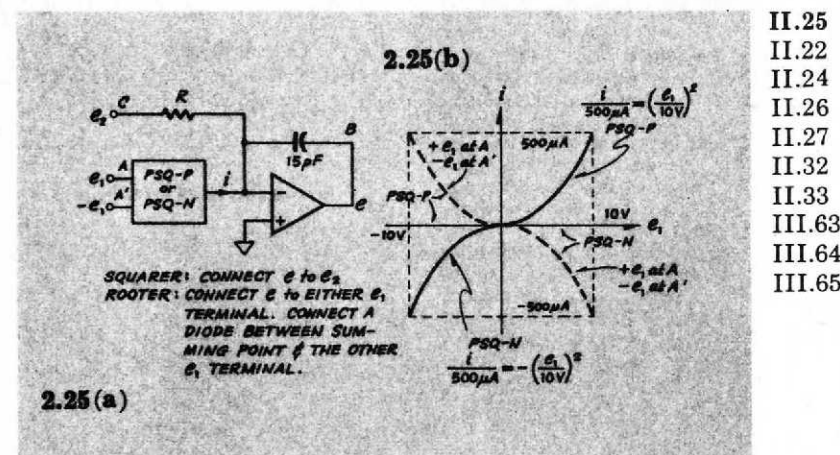 II.25
II.22
II.24
II.26
II.27
II.32
II.33
III.63
III.64
III.65
2.25(b)
e₂ C R
B
15pF
e₁ A
-e₁ A'
PSQ-P
or
PSQ-N
i
-
+
e
SQUARER: CONNECT e to e₂
ROOTER: CONNECT e to EITHER e₁
TERMINAL. CONNECT A
DIODE BETWEEN SUM-
MING POINT & THE OTHER
e₁ TERMINAL.
2.25(a)
i
i/500μA = (e₁/10V)²
PSQ-P
+e₁ at A
-e₁ at A'
500μA
PSQ-P
-10V
10V
e₁
PSQ-N
+e₁ at A
-e₁ at A'
-500μA
PSQ-N
i/500μA = -(e₁/10V)²